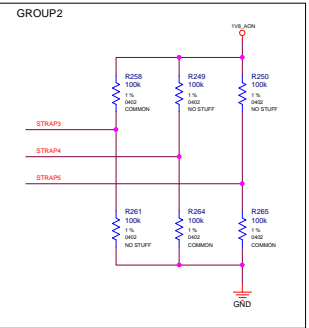 GROUP2
1V8_AON
R258
100k
1 %
0402
COMMON
R249
100k
1 %
0402
NO STUFF
R250
100k
1 %
0402
NO STUFF
STRAP3
STRAP4
STRAP5
R261
100k
1 %
0402
NO STUFF
R264
100k
1 %
0402
COMMON
R265
100k
1 %
0402
COMMON
GND